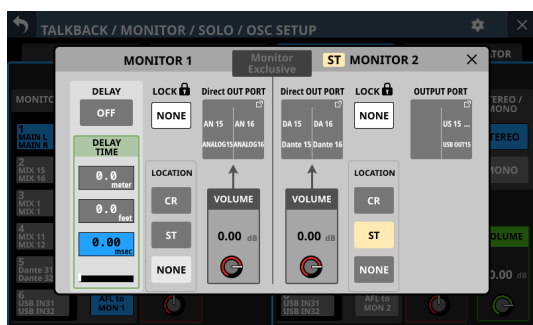 TALKBACK / MONITOR / SOLO / OSC SETUP
MONITOR 1
Monitor Exclusive
ST MONITOR 2
DELAY
OFF
DELAY
TIME
0.0
meter
0.0
feet
0.00
msec
LOCK
NONE
LOCATION
CR
ST
NONE
Direct OUT PORT
AN 15 AN 16
ANALOG15 ANALOG16
VOLUME
0.00 dB
Direct OUT PORT
DA 15 DA 16
Dante 15 Dante 16
VOLUME
0.00 dB
LOCK
NONE
LOCATION
CR
ST
NONE
OUTPUT PORT
US 15 ...
USB OUT15
MONITC
1
MAIN L
MAIN R
2
MIX 15
MIX 16
3
MIX 1
MIX 1
4
MIX 11
MIX 12
5
Dante 31
Dante 32
6
USB IN31
USB IN32
AFL to
MON 1
USB IN31
USB IN32
AFL to
MON 2
TOR
TEREO /
MONO
TEREO
MONO
OLUME
0.00 dB